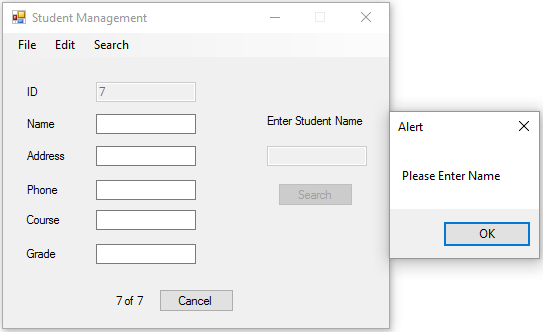 Student Management
File Edit Search
ID 7
Name
Enter Student Name
Address
Phone
Search
Course
Grade
7 of 7 Cancel
Alert
Please Enter Name
OK